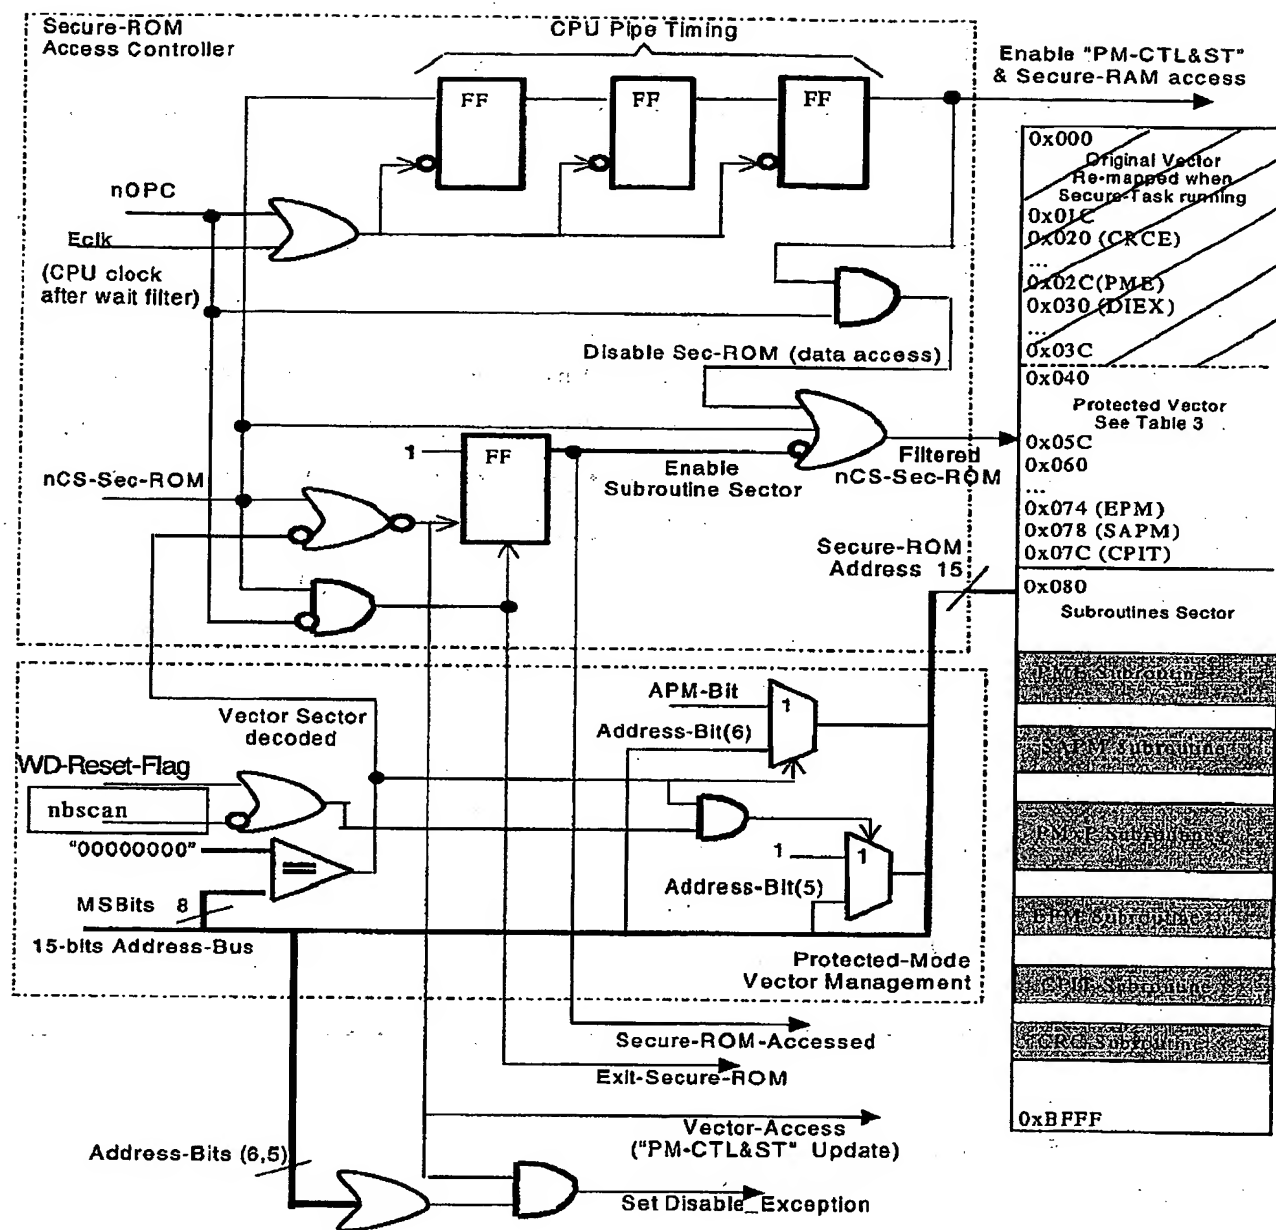 Secure-ROM
Access Controller
CPU Pipe Timing
Enable "PM-CTL&ST"
& Secure-RAM access
FF
FF
FF
nOPC
Eclk
(CPU clock
after wait filter)
0x000
Original Vector
Re-mapped when
Secure-Task running
0x01C
0x020 (CRCE)
...
0x02C(PME)
0x030 (DIEX)
...
0x03C
Disable Sec-ROM (data access)
0x040
Protected Vector
See Table 3
0x05C
0x060
...
0x074 (EPM)
0x078 (SAPM)
0x07C (CPIT)
1
FF
nCS-Sec-ROM
Enable
Subroutine Sector
Filtered
nCS-Sec-ROM
Secure-ROM
Address 15
0x080
Subroutines Sector
PME Subroutine
SAPM Subroutine
Subroutines
EPM Subroutine
CPIT Subroutine
CRC Subroutine
0xBFFF
Vector Sector
decoded
APM-Bit
1
Address-Bit(6)
WD-Reset-Flag
nbscan
"00000000"
1
1
Address-Bit(5)
MSBits 8
15-bits Address-Bus
Protected-Mode
Vector Management
Secure-ROM-Accessed
Exit-Secure-ROM
Vector-Access
("PM-CTL&ST" Update)
Address-Bits (6,5)
Set Disable_Exception